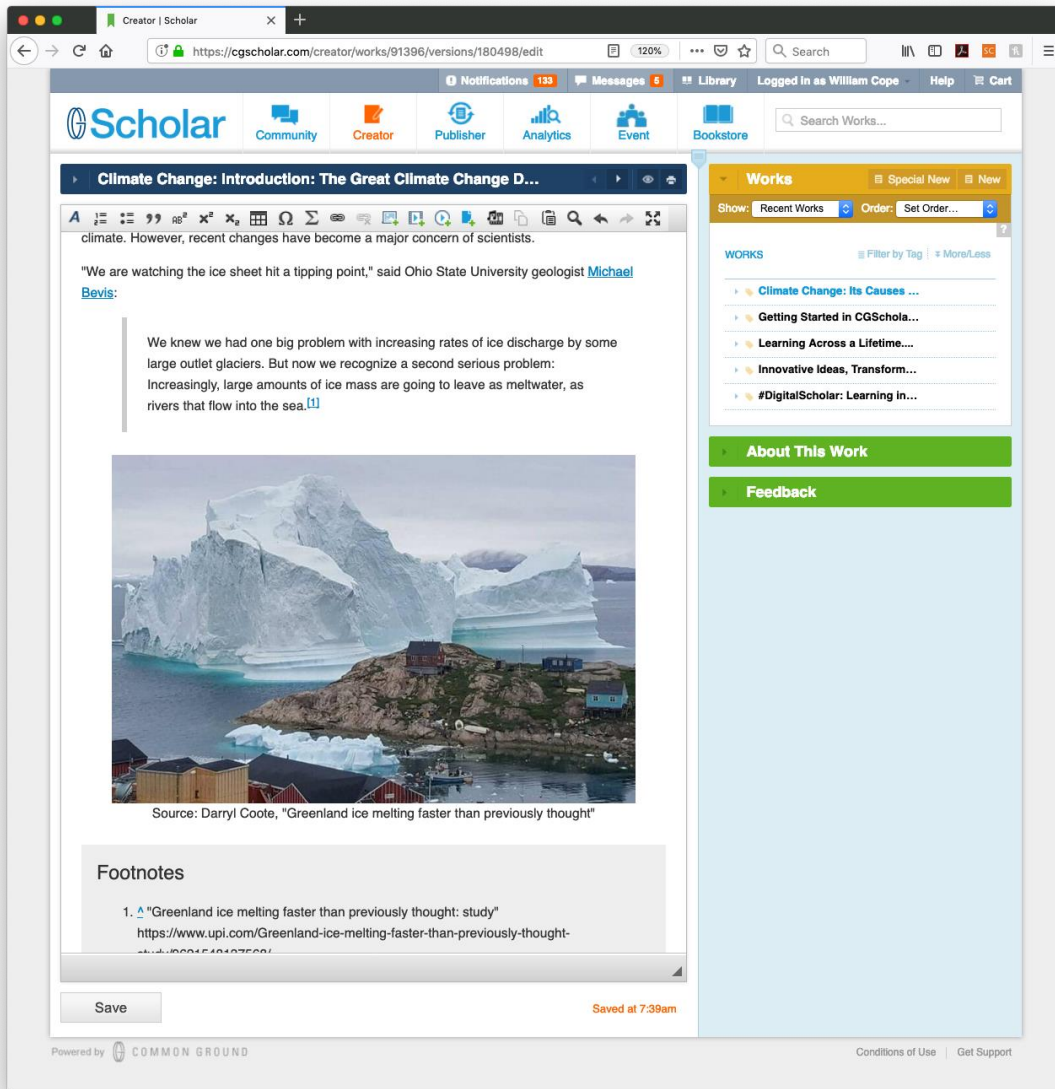 Creator | Scholar
https://cgscholar.com/creator/works/91396/versions/180498/edit
120%
Search
Notifications 133
Messages 5
Library
Logged in as William Cope
Help
Cart
Scholar
Community
Creator
Publisher
Analytics
Event
Bookstore
Search Works...
Climate Change: Introduction: The Great Climate Change D...
climate. However, recent changes have become a major concern of scientists.
"We are watching the ice sheet hit a tipping point," said Ohio State University geologist Michael
Bevis:
We knew we had one big problem with increasing rates of ice discharge by some
large outlet glaciers. But now we recognize a second serious problem:
Increasingly, large amounts of ice mass are going to leave as meltwater, as
rivers that flow into the sea.[1]
Source: Darryl Coote, "Greenland ice melting faster than previously thought"
Footnotes
1. ^ "Greenland ice melting faster than previously thought: study"
https://www.upi.com/Greenland-ice-melting-faster-than-previously-thought-
Save
Saved at 7:39am
Works
Special New
New
Show: Recent Works
Order: Set Order...
?
WORKS
Filter by Tag
More/Less
Climate Change: Its Causes ...
Getting Started in CGSchola...
Learning Across a Lifetime....
Innovative Ideas, Transform...
#DigitalScholar: Learning in...
About This Work
Feedback
Powered by COMMON GROUND
Conditions of Use | Get Support